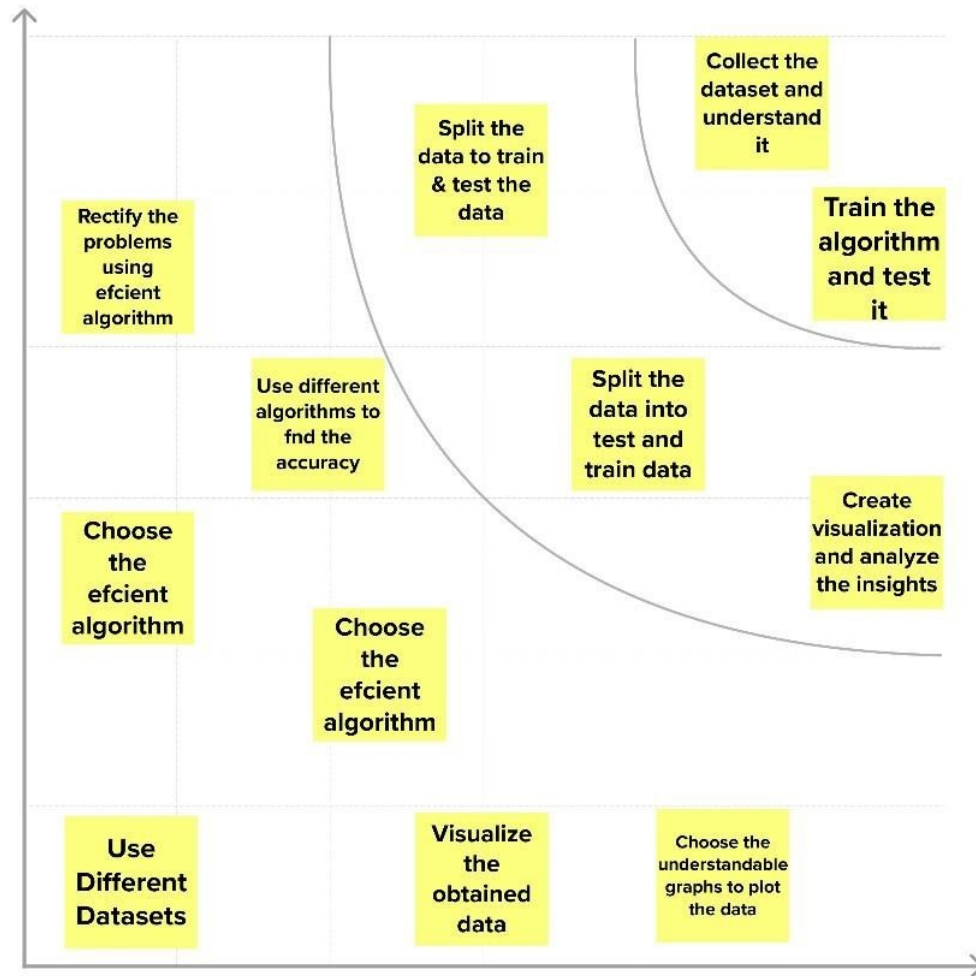 Collect the
dataset and
understand
it
Split the
data to train
& test the
data
Train the
algorithm
and test
it
Rectify the
problems
using
efcient
algorithm
Use different
algorithms to
fnd the
accuracy
Split the
data into
test and
train data
Create
visualization
and analyze
the insights
Choose
the
efcient
algorithm
Choose
the
efcient
algorithm
Use
Different
Datasets
Visualize
the
obtained
data
Choose the
understandable
graphs to plot
the data